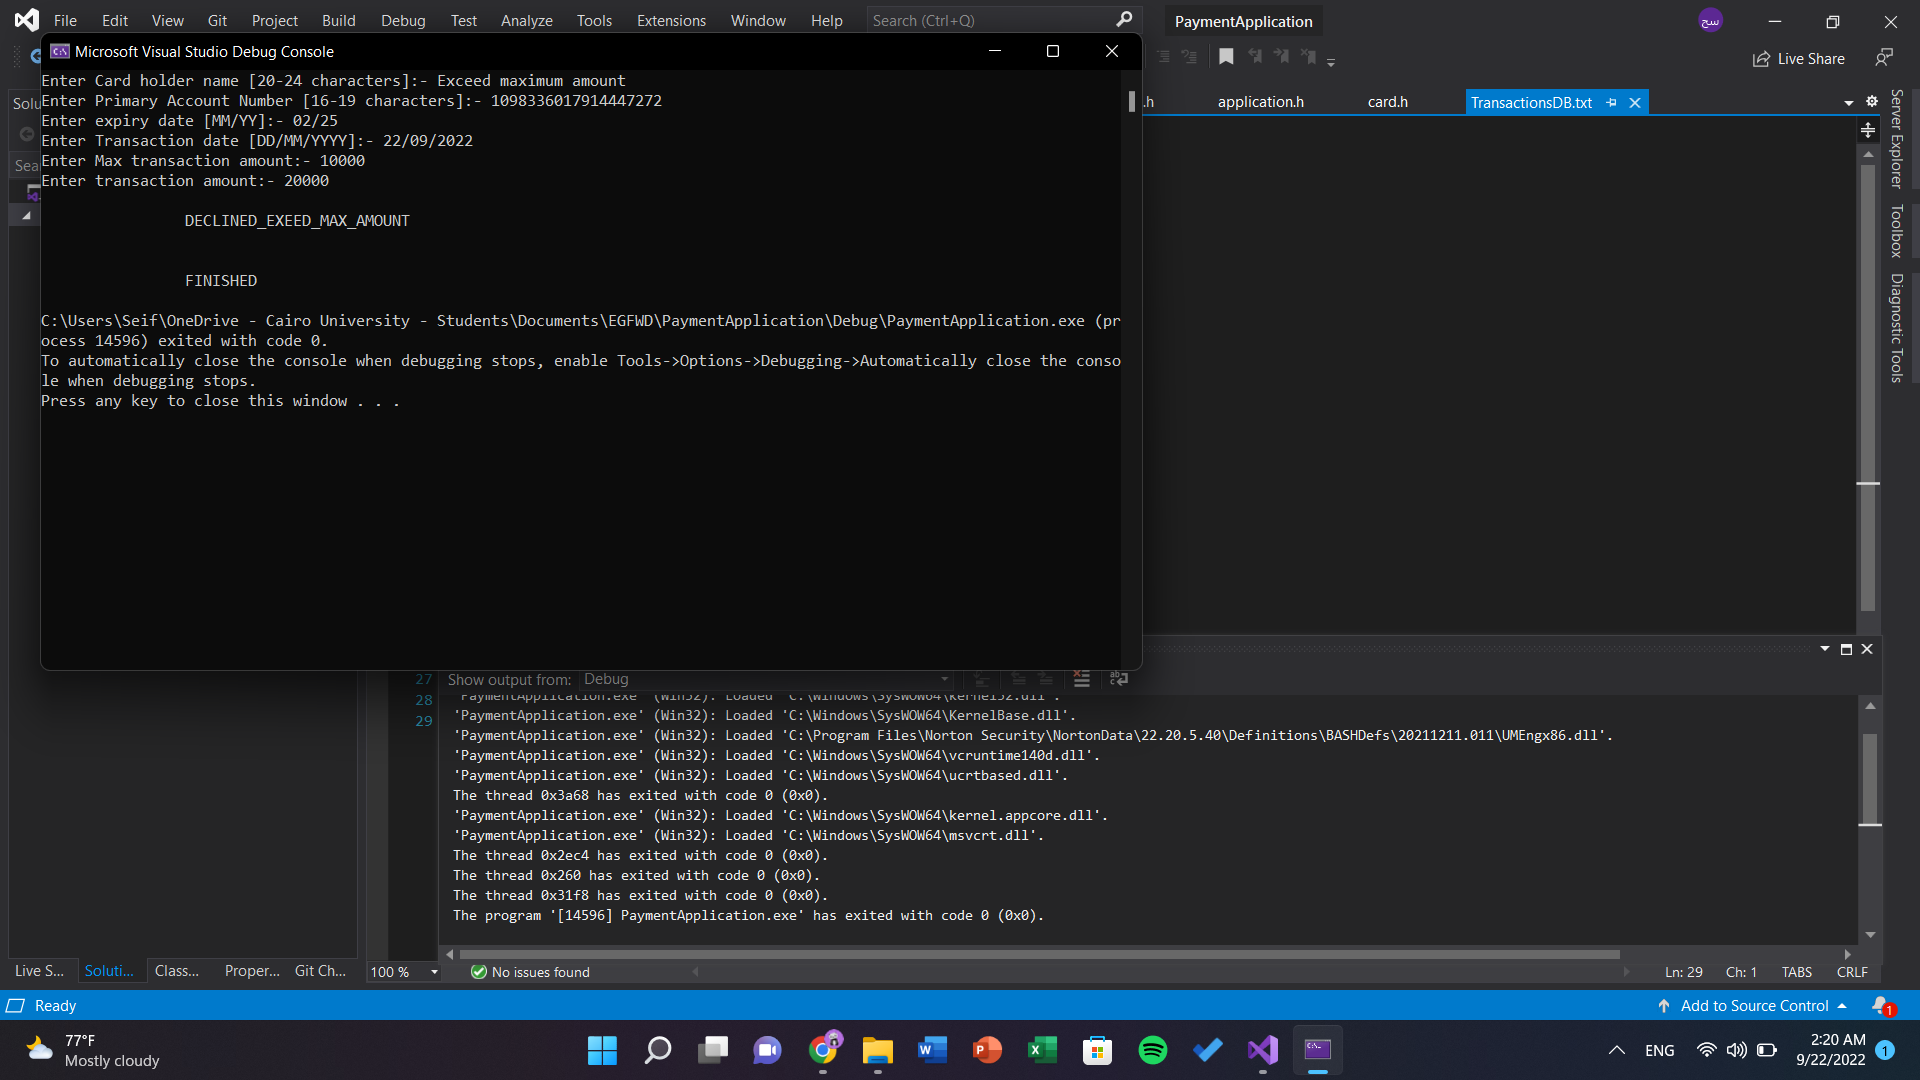 File Edit View Git Project Build Debug Test Analyze Tools Extensions Window Help Search (Ctrl+Q) PaymentApplication سح
Microsoft Visual Studio Debug Console
Live Share
Enter Card holder name [20-24 characters]:- Exceed maximum amount
Enter Primary Account Number [16-19 characters]:- 1098336017914447272
Enter expiry date [MM/YY]:- 02/25
Enter Transaction date [DD/MM/YYYY]:- 22/09/2022
Enter Max transaction amount:- 10000
Enter transaction amount:- 20000
DECLINED_EXEED_MAX_AMOUNT
FINISHED
C:\Users\Seif\OneDrive - Cairo University - Students\Documents\EGFWD\PaymentApplication\Debug\PaymentApplication.exe (pr
ocess 14596) exited with code 0.
To automatically close the console when debugging stops, enable Tools->Options->Debugging->Automatically close the conso
le when debugging stops.
Press any key to close this window . . .
Solu
Sea
.h application.h card.h TransactionsDB.txt
Server Explorer
Toolbox
Diagnostic Tools
27
28
29
Show output from: Debug
'PaymentApplication.exe' (Win32): Loaded 'C:\Windows\SysWOW64\kernel32.dll'.
'PaymentApplication.exe' (Win32): Loaded 'C:\Windows\SysWOW64\KernelBase.dll'.
'PaymentApplication.exe' (Win32): Loaded 'C:\Program Files\Norton Security\NortonData\22.20.5.40\Definitions\BASHDefs\20211211.011\UMEngx86.dll'.
'PaymentApplication.exe' (Win32): Loaded 'C:\Windows\SysWOW64\vcruntime140d.dll'.
'PaymentApplication.exe' (Win32): Loaded 'C:\Windows\SysWOW64\ucrtbased.dll'.
The thread 0x3a68 has exited with code 0 (0x0).
'PaymentApplication.exe' (Win32): Loaded 'C:\Windows\SysWOW64\kernel.appcore.dll'.
'PaymentApplication.exe' (Win32): Loaded 'C:\Windows\SysWOW64\msvcrt.dll'.
The thread 0x2ec4 has exited with code 0 (0x0).
The thread 0x260 has exited with code 0 (0x0).
The thread 0x31f8 has exited with code 0 (0x0).
The program '[14596] PaymentApplication.exe' has exited with code 0 (0x0).
Live S... Soluti... Class... Proper... Git Ch... 100 % No issues found Ln: 29 Ch: 1 TABS CRLF
Ready Add to Source Control 1
77°F
Mostly cloudy
ENG
2:20 AM
9/22/2022
1